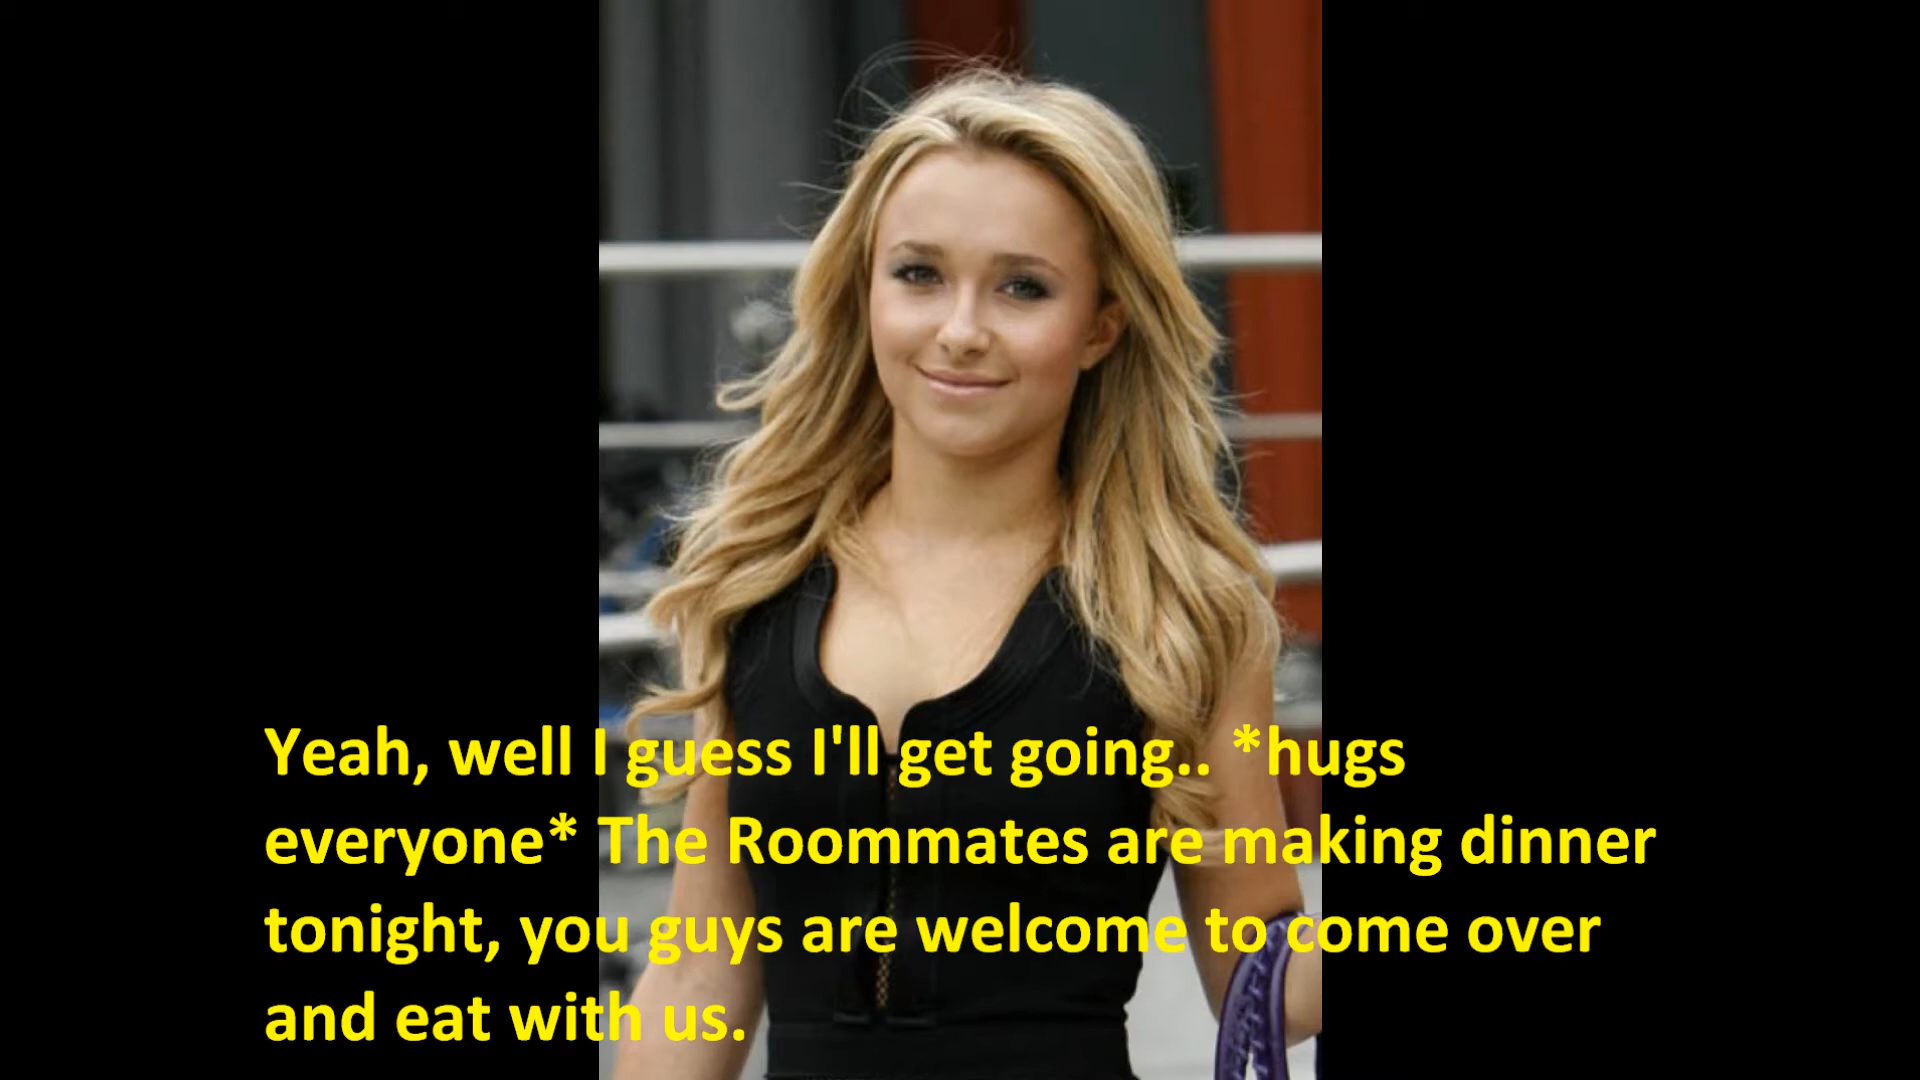 Yeah, well I guess I'll get going.. *hugs
everyone* The Roommates are making dinner
tonight, you guys are welcome to come over
and eat with us.